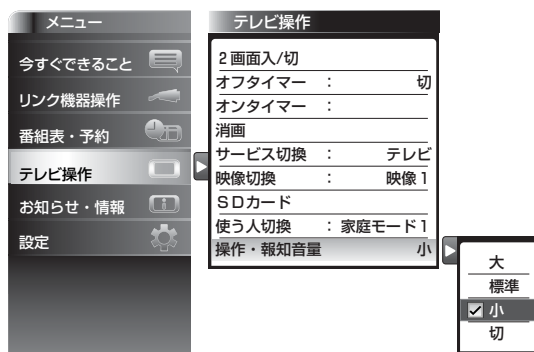 メニュー
今すぐできること
リンク機器操作
番組表・予約
テレビ操作
お知らせ・情報
設定
テレビ操作
2画面入/切
オフタイマー : 切
オンタイマー :
消画
サービス切換 : テレビ
映像切換 : 映像1
SDカード
使う人切換 : 家庭モード1
操作・報知音量 小
大
標準
小
切